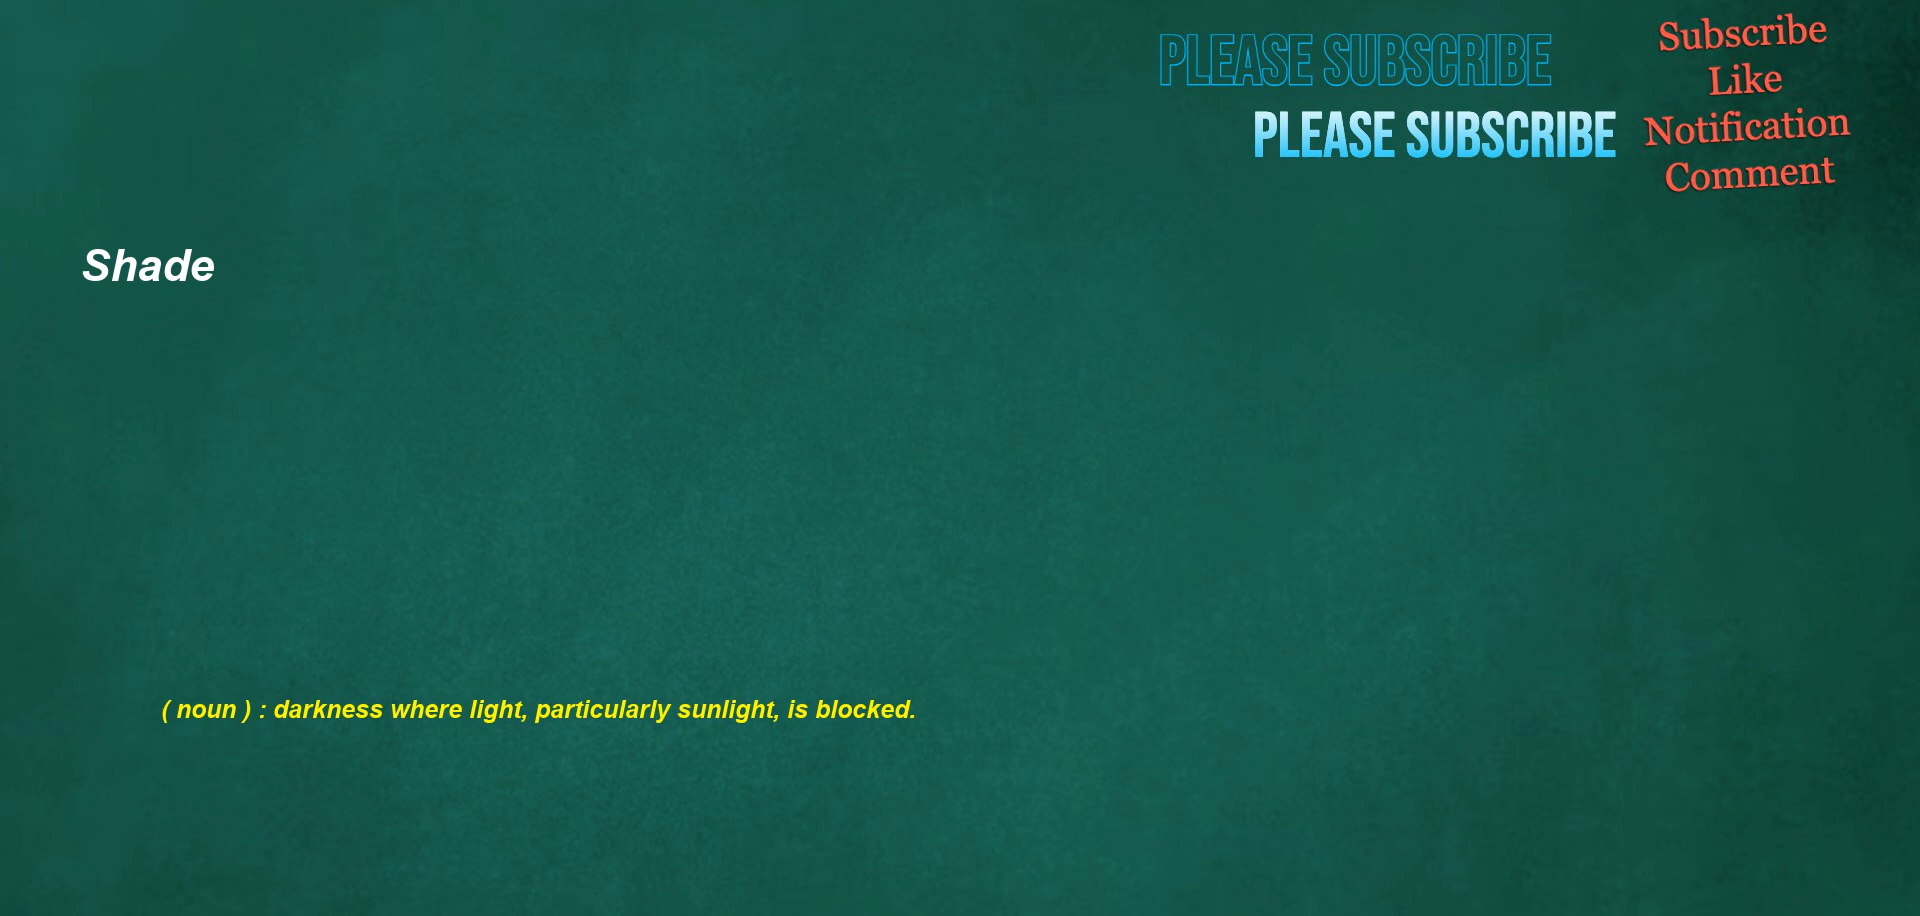 PLEASE SUBSCRIBE
PLEASE SUBSCRIBE
Subscribe
Like
Notification
Comment
Shade
( noun ) : darkness where light, particularly sunlight, is blocked.